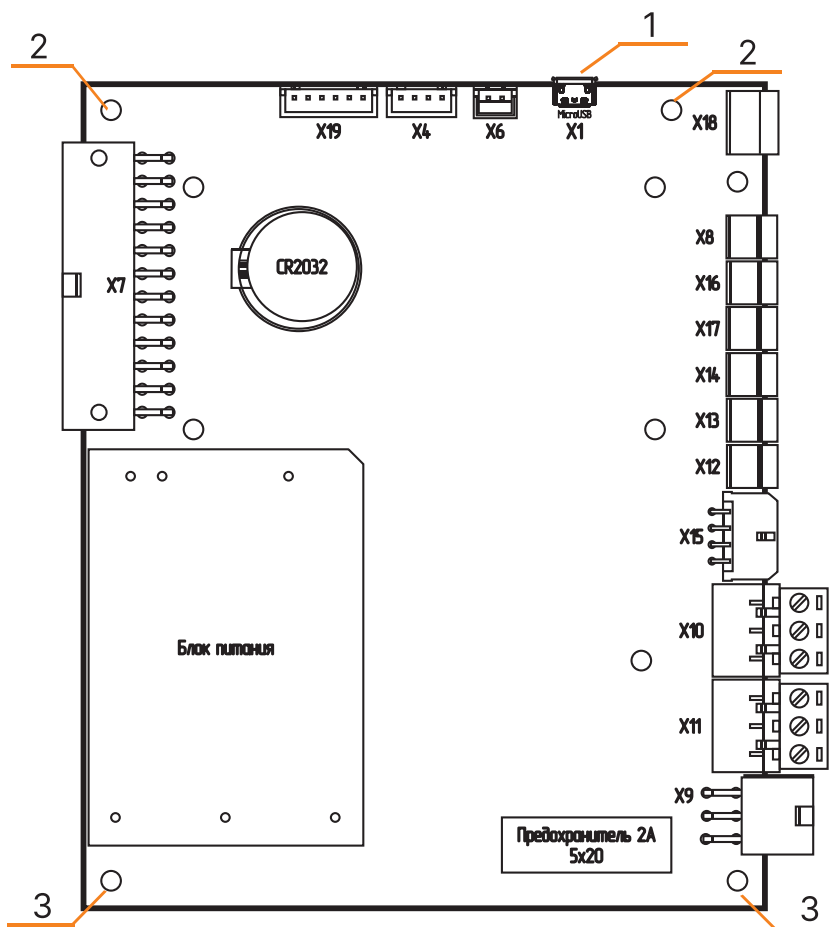 1
2
2
MicroUSB
X19
X4
X6
X1
X18
X8
X7
CR2032
X16
X17
X14
X13
X12
X15
X10
Блок питания
X11
X9
Предохранитель 2А
5x20
3
3